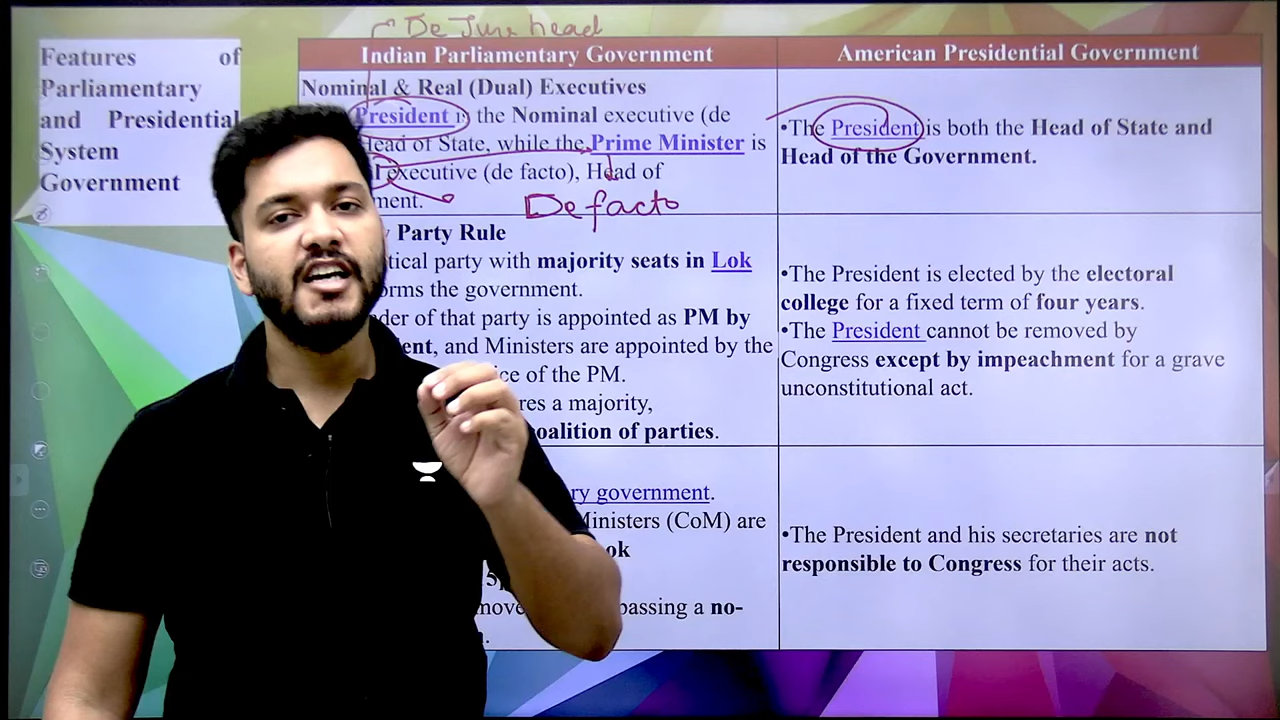 De Jure head
Features of
Parliamentary
and Presidential
System
Government
Indian Parliamentary Government
American Presidential Government
Nominal & Real (Dual) Executives
President is the Nominal executive (de
Head of State, while the Prime Minister is
executive (de facto), Head of
ment.
De facto
•The President is both the Head of State and
Head of the Government.
Party Rule
tical party with majority seats in Lok
orms the government.
der of that party is appointed as PM by
ent, and Ministers are appointed by the
ice of the PM.
res a majority,
oalition of parties.
•The President is elected by the electoral
college for a fixed term of four years.
•The President cannot be removed by
Congress except by impeachment for a grave
unconstitutional act.
ry government.
Ministers (CoM) are
ok
move passing a no-
•The President and his secretaries are not
responsible to Congress for their acts.